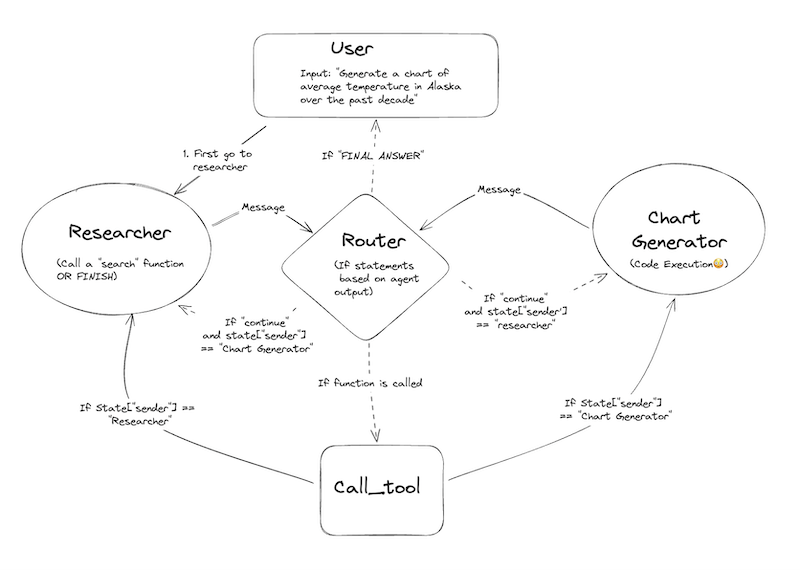 User
Input: "Generate a chart of
average temperature in Alaska
over the past decade"
1. First go to
researcher
If "FINAL ANSWER"
Message
Message
Researcher
(Call a "search" function
OR FINISH)
Router
(If statements
based on agent
output)
Chart
Generator
(Code Execution😳)
If "continue"
and state["sender"]
== "Chart Generator"
If "continue"
and state["sender']
== "researcher"
If function is called
If State["sender"] ==
"Researcher"
If State["sender"]
== "Chart Generator"
Call_tool